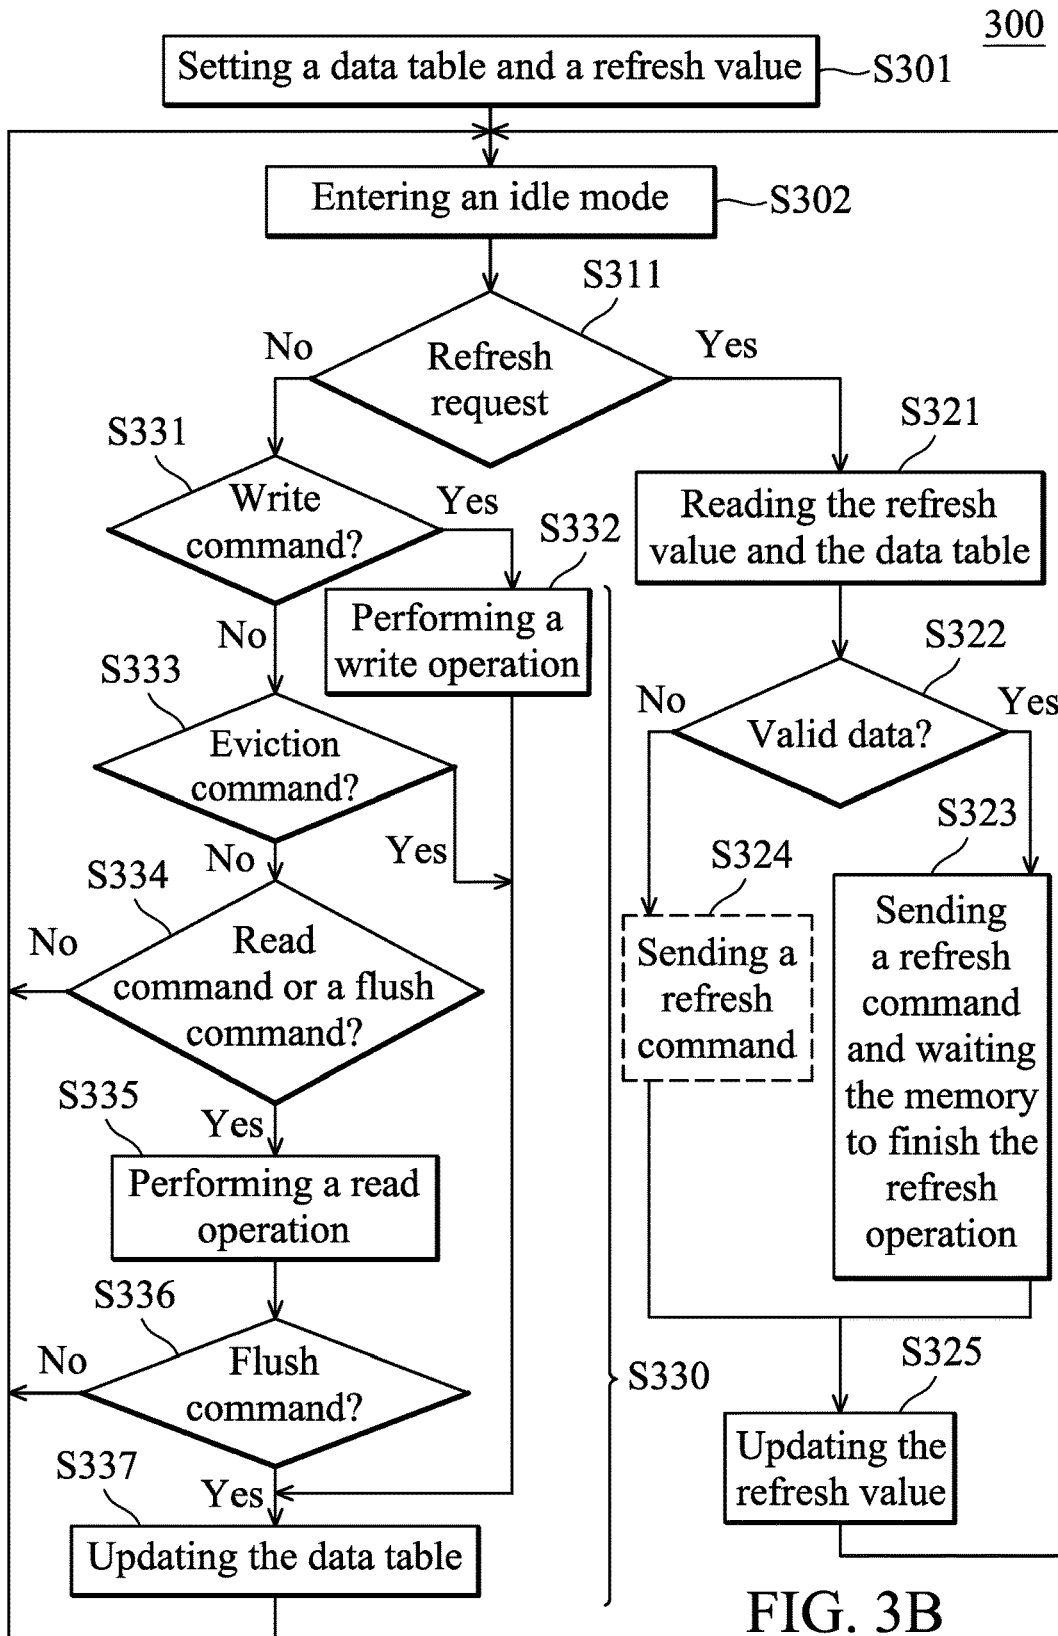 300
Setting a data table and a refresh value
S301
Entering an idle mode
S302
S311
No
Refresh
request
Yes
S331
Write
command?
Yes
S332
Performing a
write operation
No
S321
Reading the refresh
value and the data table
S333
Eviction
command?
Yes
No
S322
No
Valid data?
Yes
S334
No
Read
command or a flush
command?
S324
Sending a
refresh
command
S323
Sending
a refresh
command
and waiting
the memory
to finish the
refresh
operation
S335
Yes
Performing a read
operation
S336
No
Flush
command?
S330
S325
Updating the
refresh value
S337
Yes
Updating the data table
FIG. 3B